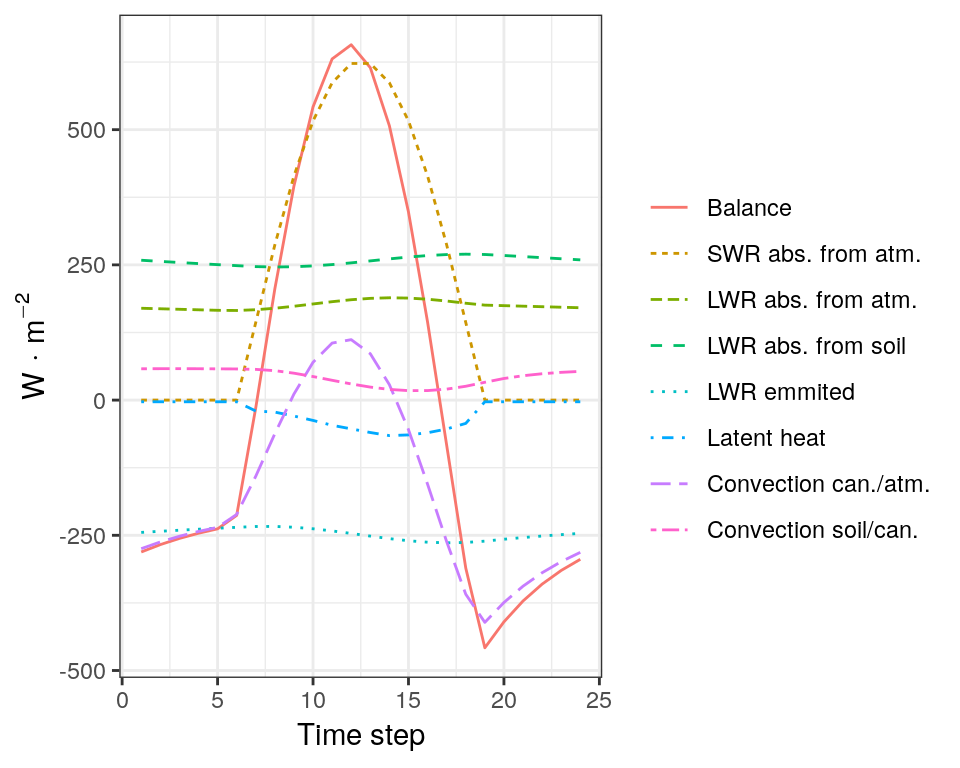 W · m⁻²
500
250
0
-250
-500
0 5 10 15 20 25
Time step
Balance
SWR abs. from atm.
LWR abs. from atm.
LWR abs. from soil
LWR emmited
Latent heat
Convection can./atm.
Convection soil/can.